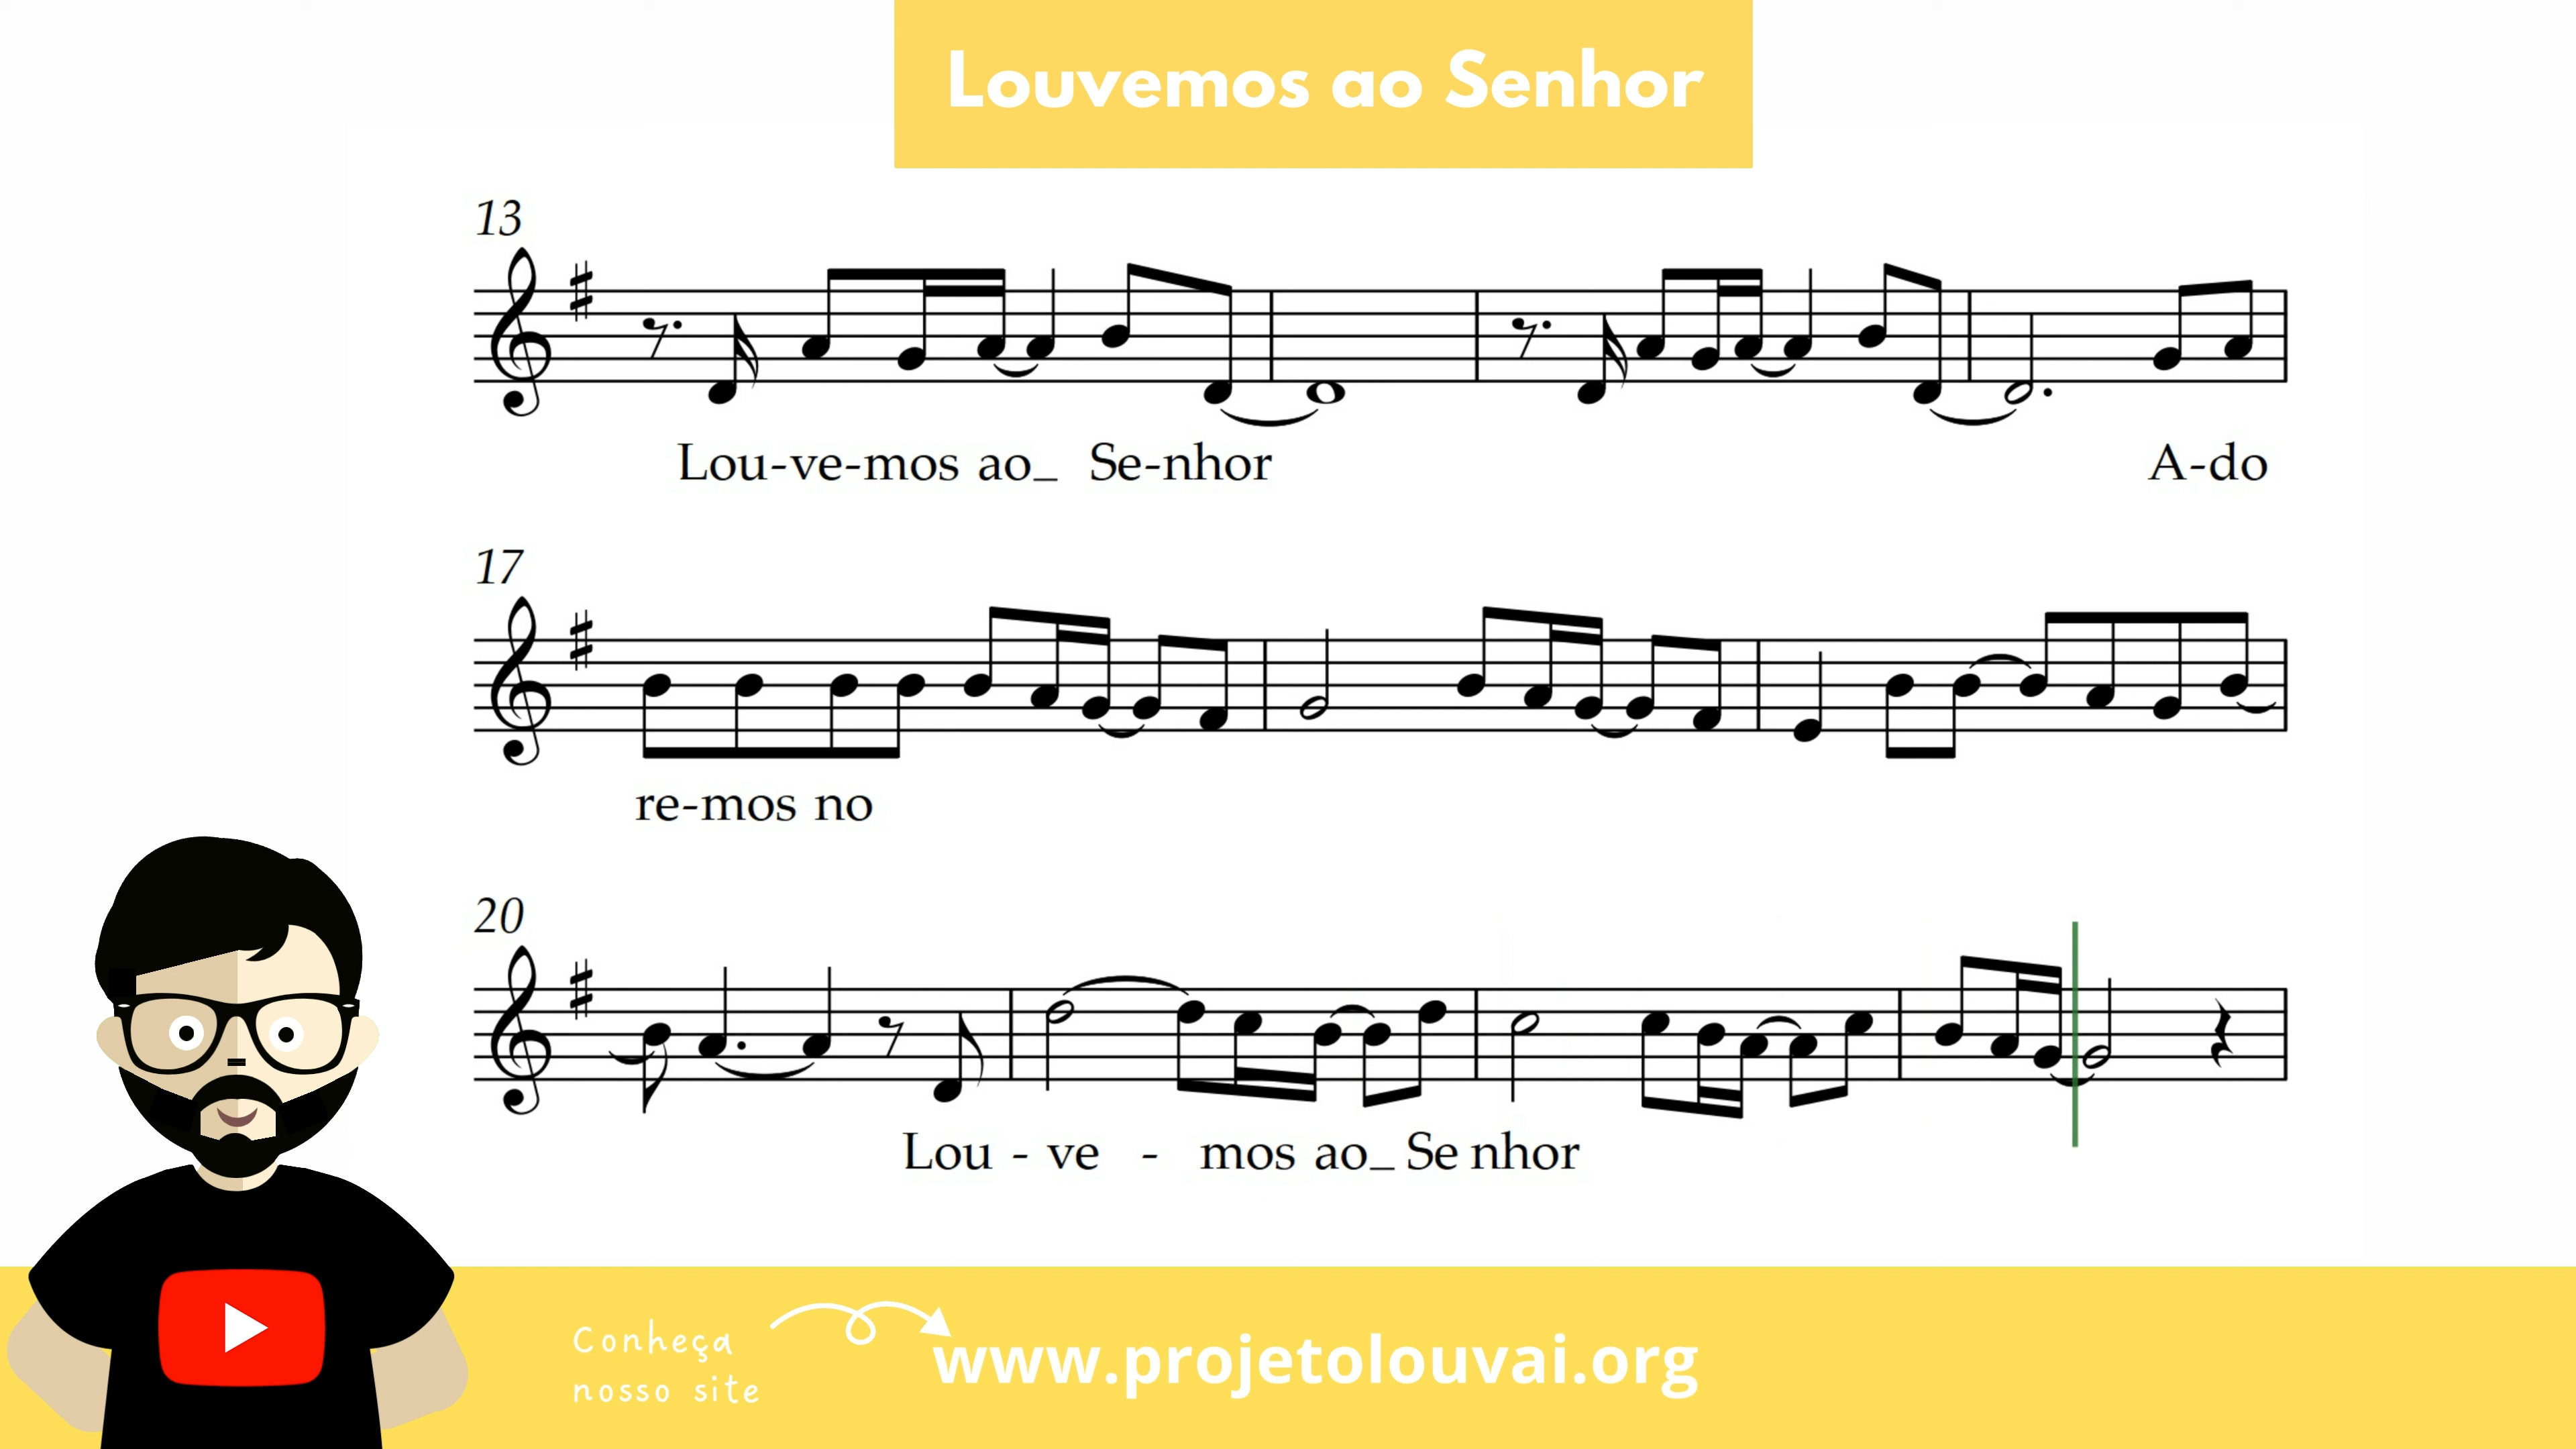 Louvemos ao Senhor
13
Lou-ve-mos ao_ Se-nhor A-do
17
re-mos no
20
Lou - ve - mos ao_ Se nhor
Conheça
nosso site
www.projetolouvai.org